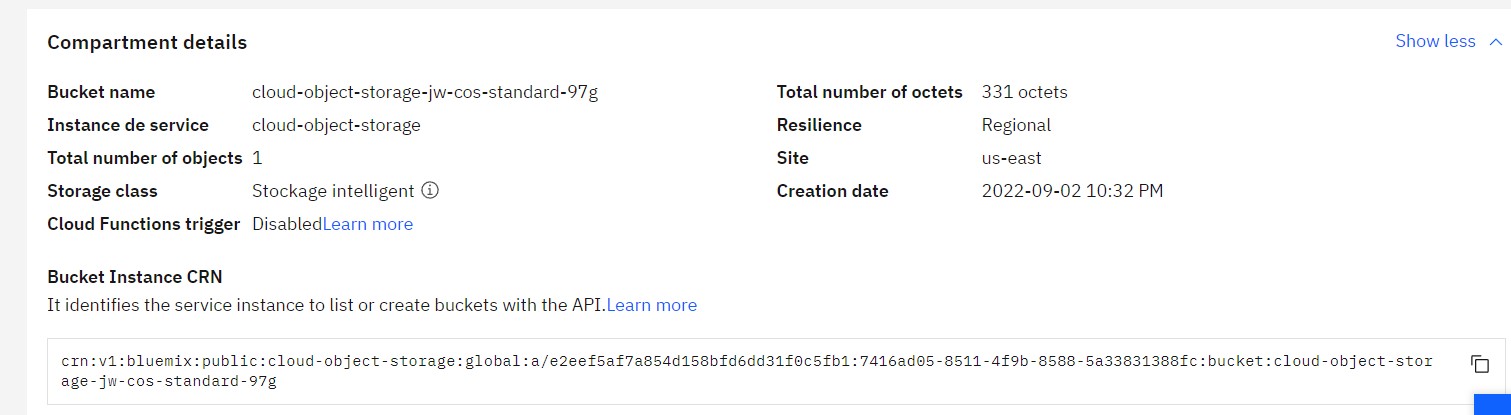 Compartment details
Show less
Bucket name cloud-object-storage-jw-cos-standard-97g
Total number of octets 331 octets
Instance de service cloud-object-storage
Resilience Regional
Total number of objects 1
Site us-east
Storage class Stockage intelligent
Creation date 2022-09-02 10:32 PM
Cloud Functions trigger DisabledLearn more
Bucket Instance CRN
It identifies the service instance to list or create buckets with the API.Learn more
crn:v1:bluemix:public:cloud-object-storage:global:a/e2eef5af7a854d158bfd6dd31f0c5fb1:7416ad05-8511-4f9b-8588-5a33831388fc:bucket:cloud-object-stor
age-jw-cos-standard-97g